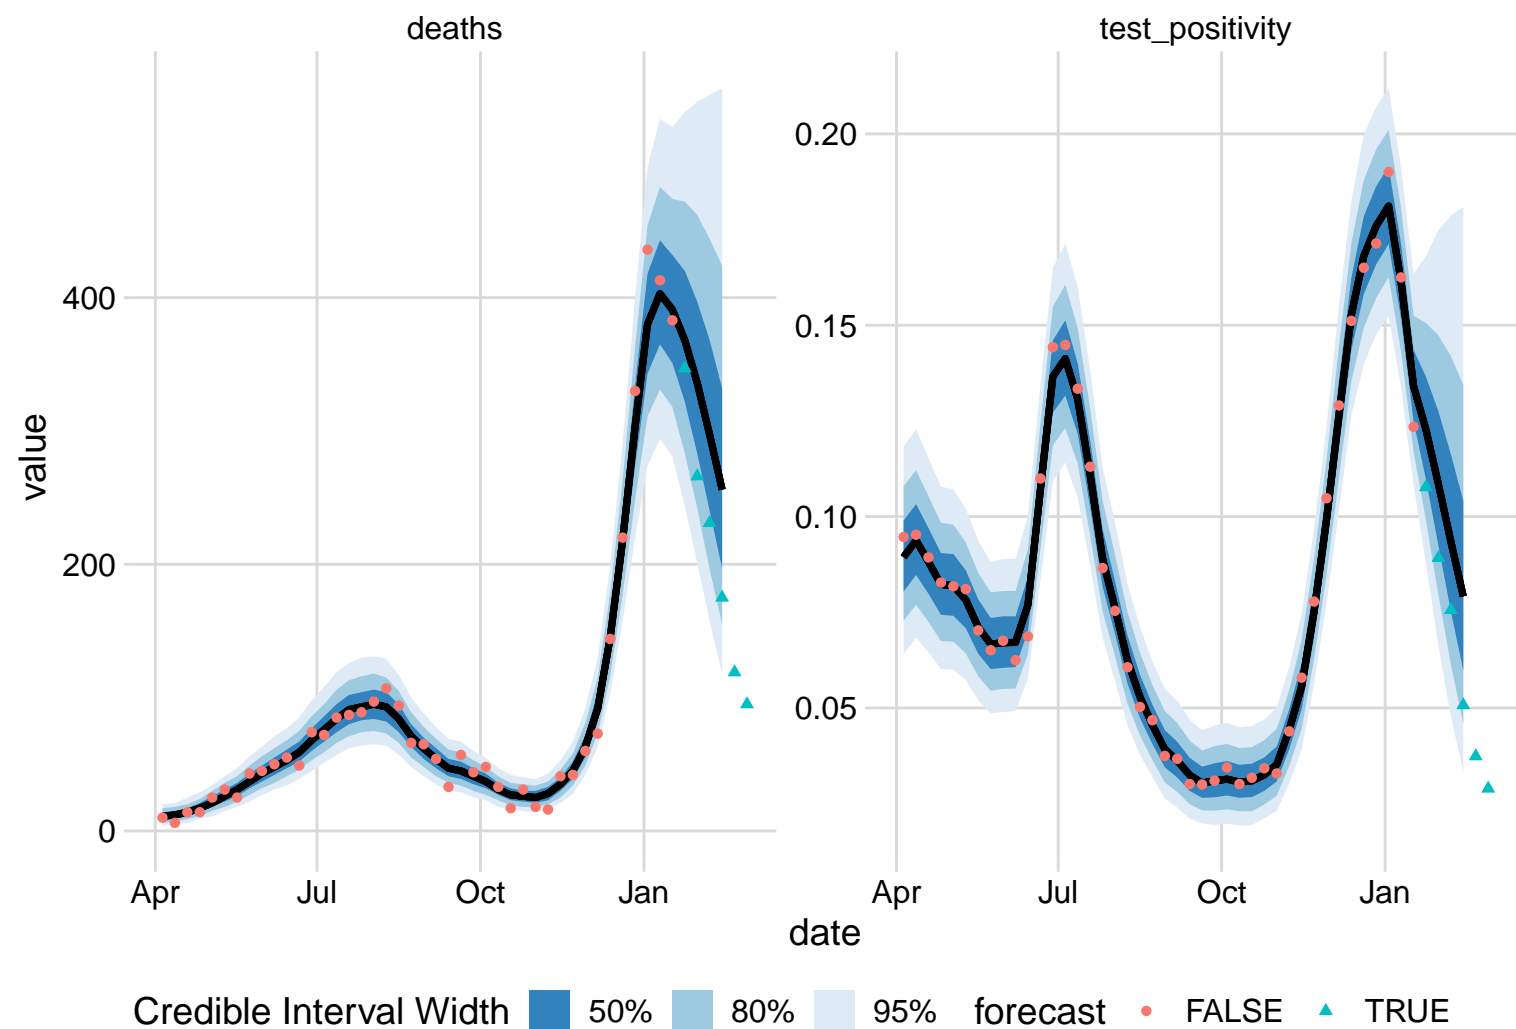 deaths
test_positivity
value
400
200
0
0.20
0.15
0.10
0.05
Apr Jul Oct Jan
Apr Jul Oct Jan
date
Credible Interval Width 50% 80% 95% forecast FALSE TRUE